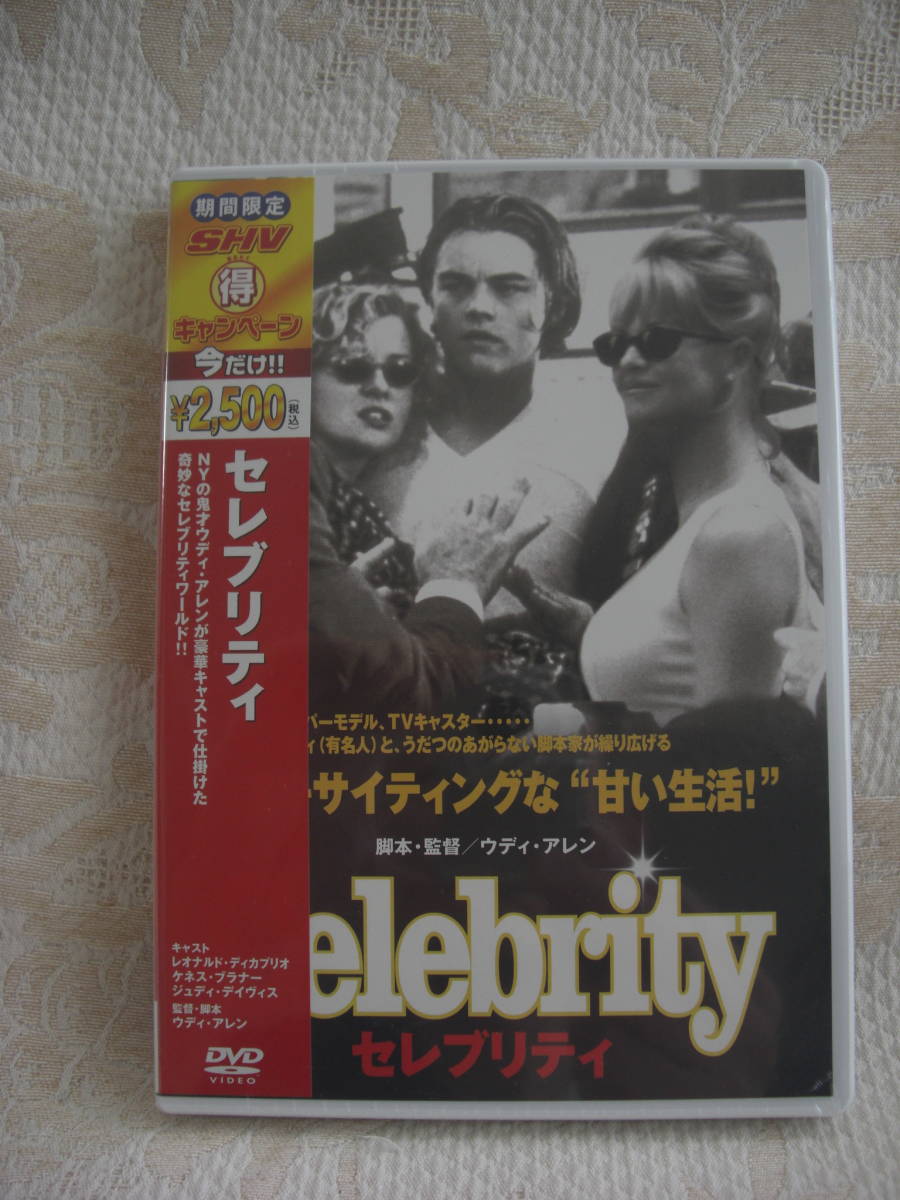 期間限定
SHV
得
キャンペーン
今だけ!!
¥2,500(税込)
セレブリティ
NYの鬼才ウディ・アレンが豪華キャストで仕掛けた
奇妙なセレブリティワールド!!
キャスト
レオナルド・ディカプリオ
ケネス・ブラナー
ジュディ・デイヴィス
監督・脚本
ウディ・アレン
DVD
VIDEO
パーモデル、TVキャスター・・・・・
ィ(有名人)と、うだつのあがらない脚本家が繰り広げる
サイティングな“甘い生活!”
脚本・監督/ウディ・アレン
elebrity
セレブリティ